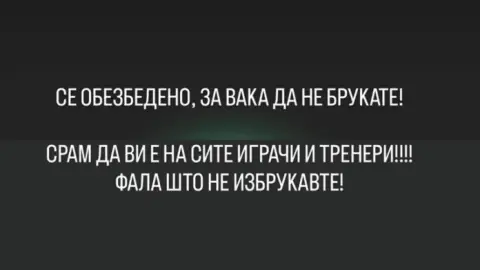 СЕ ОБЕЗБЕДЕНО, ЗА ВАКА ДА НЕ БРУКАТЕ!
СРАМ ДА ВИ Е НА СИТЕ ИГРАЧИ И ТРЕНЕРИ!!!!
ФАЛА ШТО НЕ ИЗБРУКАВТЕ!